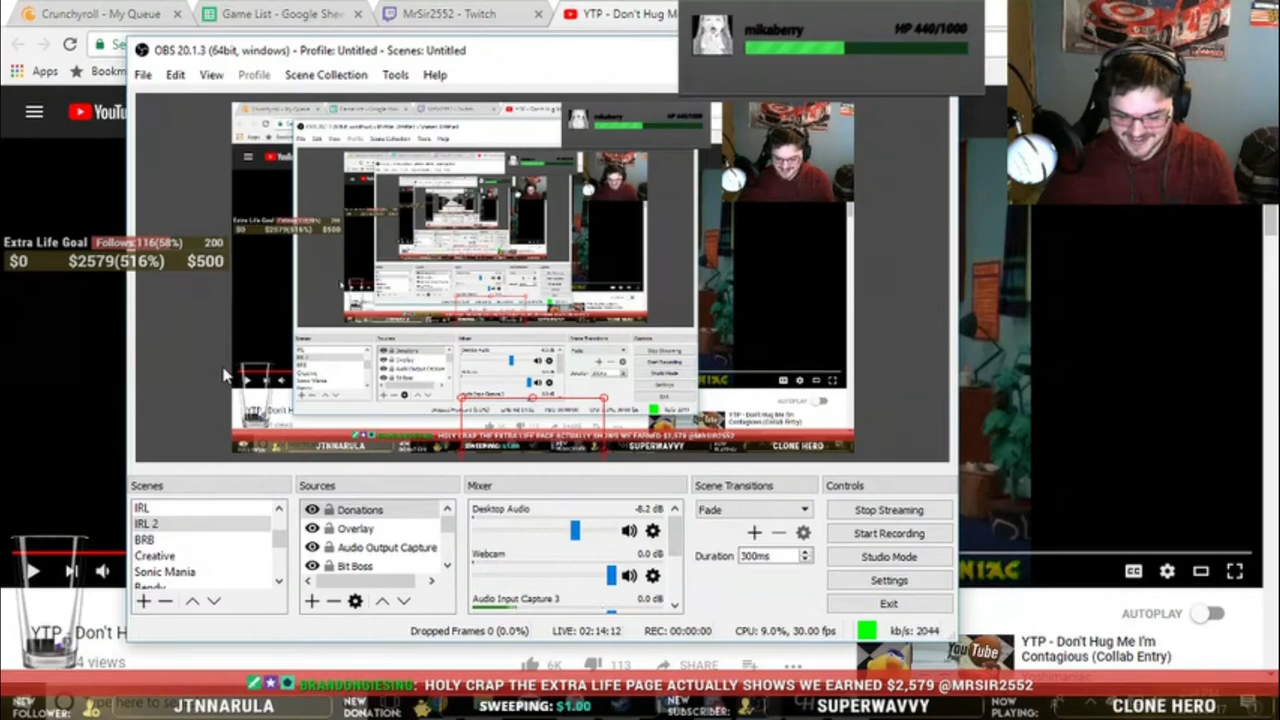 Crunchyroll - My Queue
Game List - Google She
MrSir2552 - Twitch
YTP - Don't Hug M
mikaberry
HP 440/1000
OBS 20.1.3 (64bit, windows) - Profile: Untitled - Scenes: Untitled
Apps
Bookm
File Edit View Profile Scene Collection Tools Help
YouTu
Extra Life Goal Follows:116(58%) 200
$0 $2579(516%) $500
Scenes
Sources
Mixer
Scene Transitions
Controls
IRL
IRL 2
BRB
Creative
Sonic Mania
Donations
Overlay
Audio Output Capture
Bit Boss
Desktop Audio -8.2 dB
Webcam 0.0 dB
Audio Input Capture 3 0.0 dB
Fade
Duration 300ms
Stop Streaming
Start Recording
Studio Mode
Settings
Exit
Dropped Frames 0 (0.0%) LIVE: 02:14:12 REC: 00:00:00 CPU: 9.0%, 30.00 fps kb/s: 2044
YTP - Don't H
4 views
6K 113 SHARE
AUTOPLAY
YTP - Don't Hug Me I'm
Contagious (Collab Entry)
Yoshimaniac
BRANDONGIESING: HOLY CRAP THE EXTRA LIFE PAGE ACTUALLY SHOWS WE EARNED $2,579 @MRSIR2552
NEW FOLLOWER: JTNNARULA
NEW DONATION: SWEEPING: $1.00
NEW SUBSCRIBER: SUPERWAVVY
NOW PLAYING: CLONE HERO